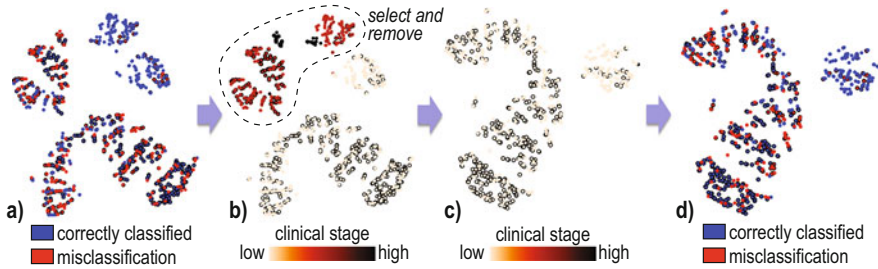 select and
remove
a)
b)
c)
d)
correctly classified
misclassification
clinical stage
low
high
clinical stage
low
high
correctly classified
misclassification